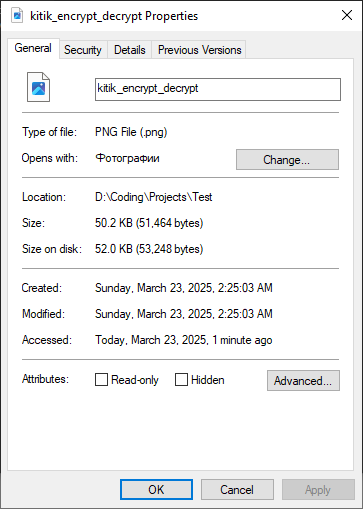 kitik_encrypt_decrypt Properties
General Security Details Previous Versions
kitik_encrypt_decrypt
Type of file: PNG File (.png)
Opens with: Фотографии Change...
Location: D:\Coding\Projects\Test
Size: 50.2 KB (51,464 bytes)
Size on disk: 52.0 KB (53,248 bytes)
Created: Sunday, March 23, 2025, 2:25:03 AM
Modified: Sunday, March 23, 2025, 2:25:03 AM
Accessed: Today, March 23, 2025, 1 minute ago
Attributes: Read-only Hidden Advanced...
OK Cancel Apply